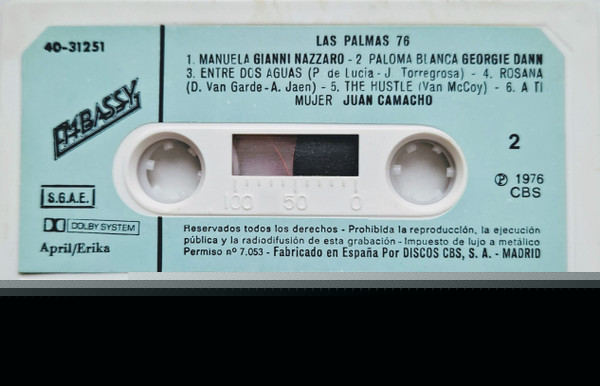 40-31251
EMBASSY
S.G.A.E.
DOLBY SYSTEM
April/Erika
LAS PALMAS 76
1. MANUELA GIANNI NAZZARO - 2 PALOMA BLANCA GEORGIE DANN
3. ENTRE DOS AGUAS (P de Lucia - J. Torregrosa) - 4. ROSANA
(D. Van Garde - A. Jaen) - 5. THE HUSTLE (Van McCoy) - 6. A TI
MUJER JUAN CAMACHO
2
℗ 1976
CBS
100 50 0
Reservados todos los derechos - Prohibida la reproducción, la ejecución
pública y la radiodifusión de esta grabación - Impuesto de lujo a metálico
Permiso nº 7.053 - Fabricado en España Por DISCOS CBS, S. A. - MADRID